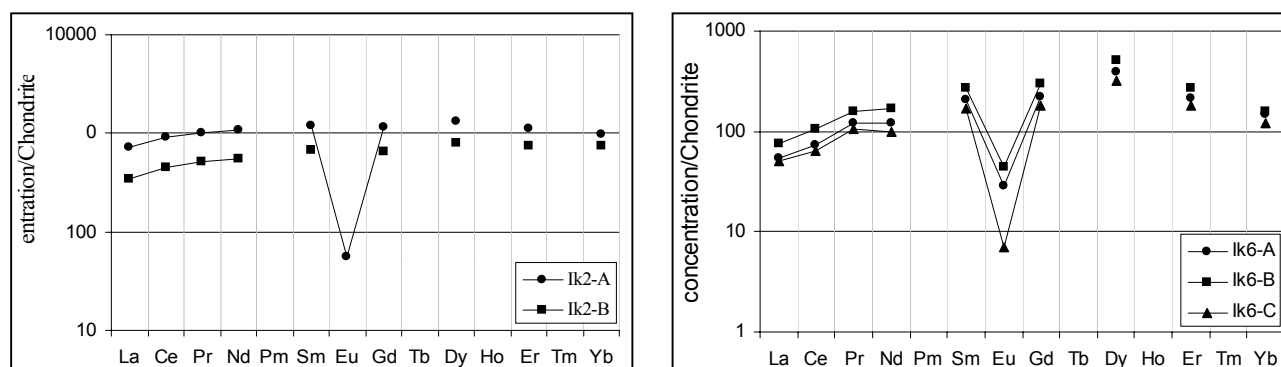 10000
0
100
10
entration/Chondrite
Ik2-A
Ik2-B
La Ce Pr Nd Pm Sm Eu Gd Tb Dy Ho Er Tm Yb
1000
100
10
1
concentration/Chondrite
Ik6-A
Ik6-B
Ik6-C
La Ce Pr Nd Pm Sm Eu Gd Tb Dy Ho Er Tm Yb